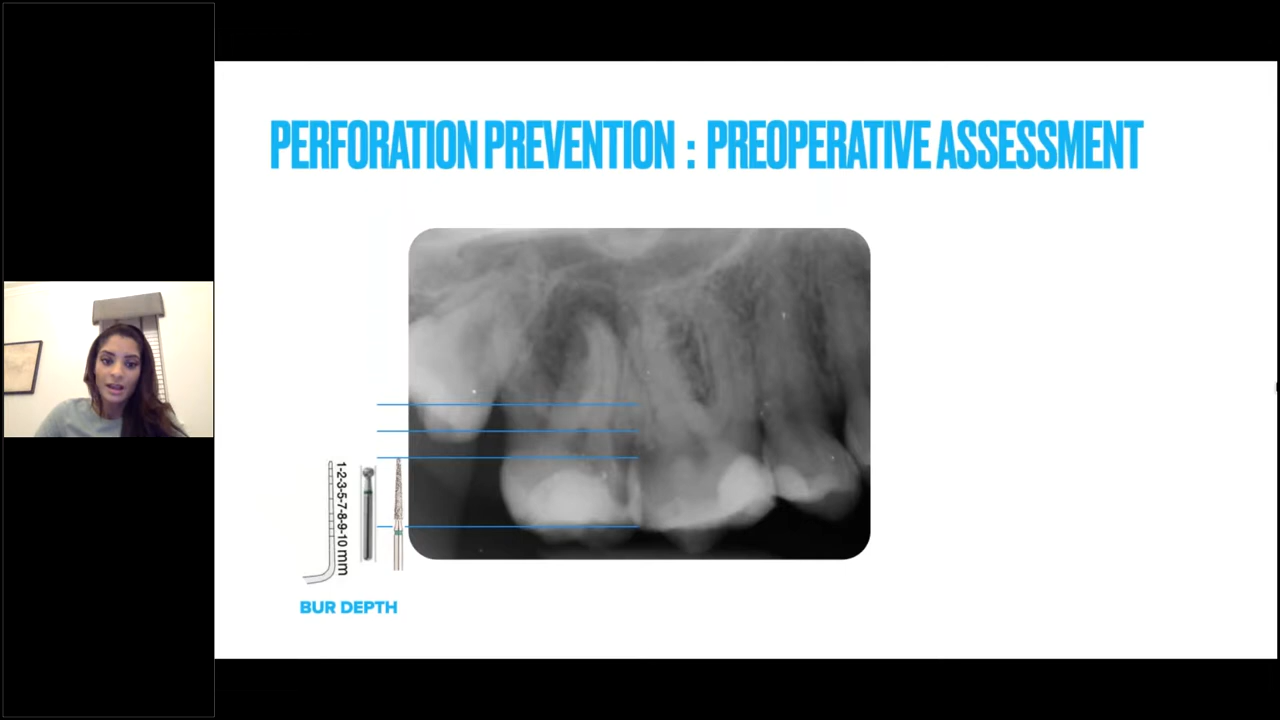 PERFORATION PREVENTION : PREOPERATIVE ASSESSMENT
1-2-3-5-7-8-9-10 mm
BUR DEPTH